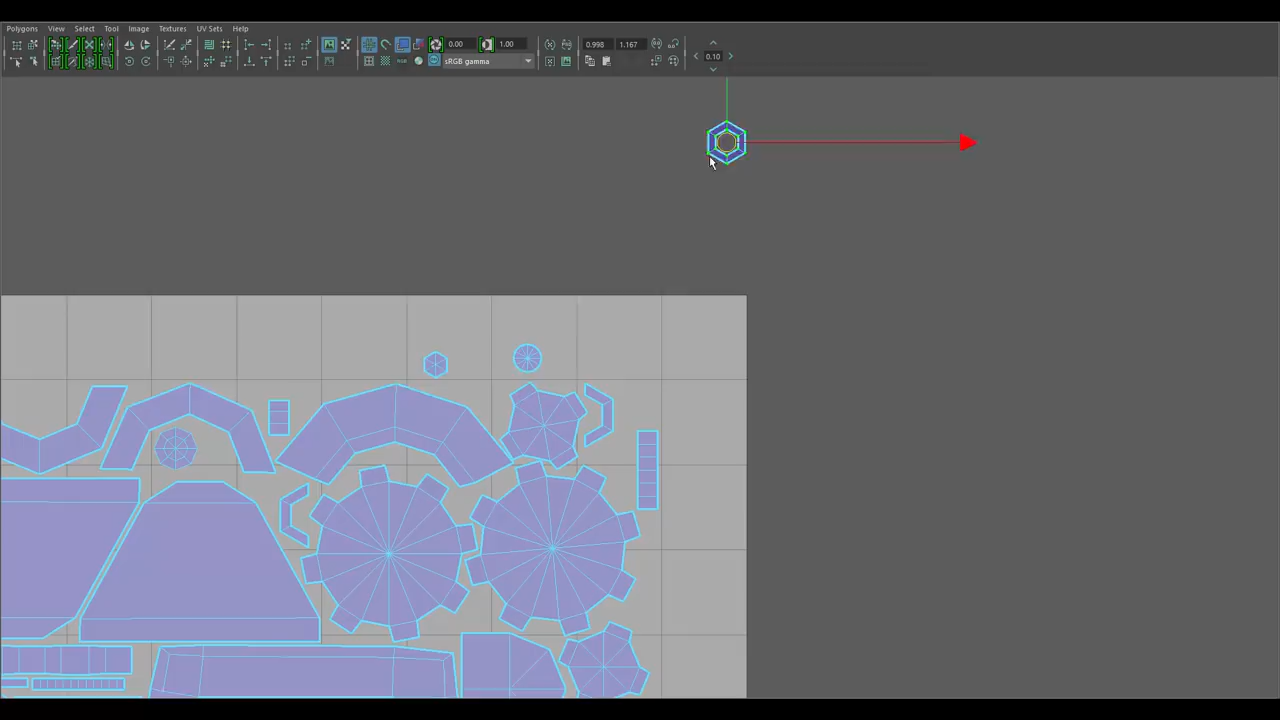 Polygons View Select Tool Image Textures UV Sets Help
0.00 1.00 0.998 1.167 0.10
RGB sRGB gamma